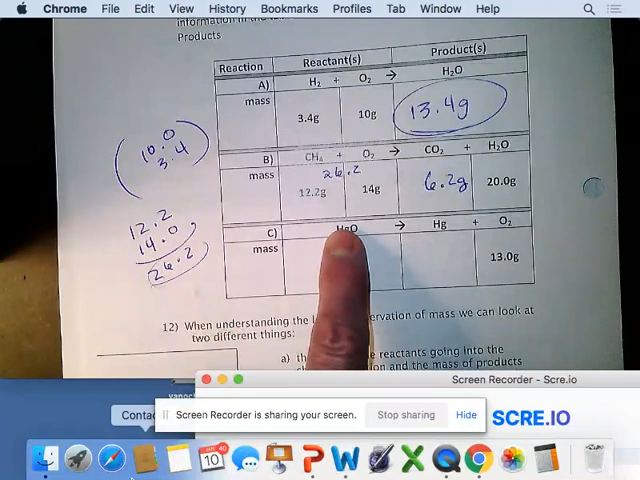 Chrome File Edit View History Bookmarks Profiles Tab Window Help
Products
Reaction Reactant(s) Product(s)
A) H₂ + O₂ → H₂O
mass 3.4g 10g 13.4g
10.0
3.4
B) CH₄ + O₂ → CO₂ + H₂O
26.2
mass 12.2g 14g 6.2g 20.0g
12.2
14.0
26.2
C) HgO → Hg + O₂
mass 13.0g
12) When understanding the ervation of mass we can look at
two different things:
a) the reactants going into the
and the mass of products
Screen Recorder - Scre.io
Screen Recorder is sharing your screen. Stop sharing Hide
SCRE.IO
Contac
10